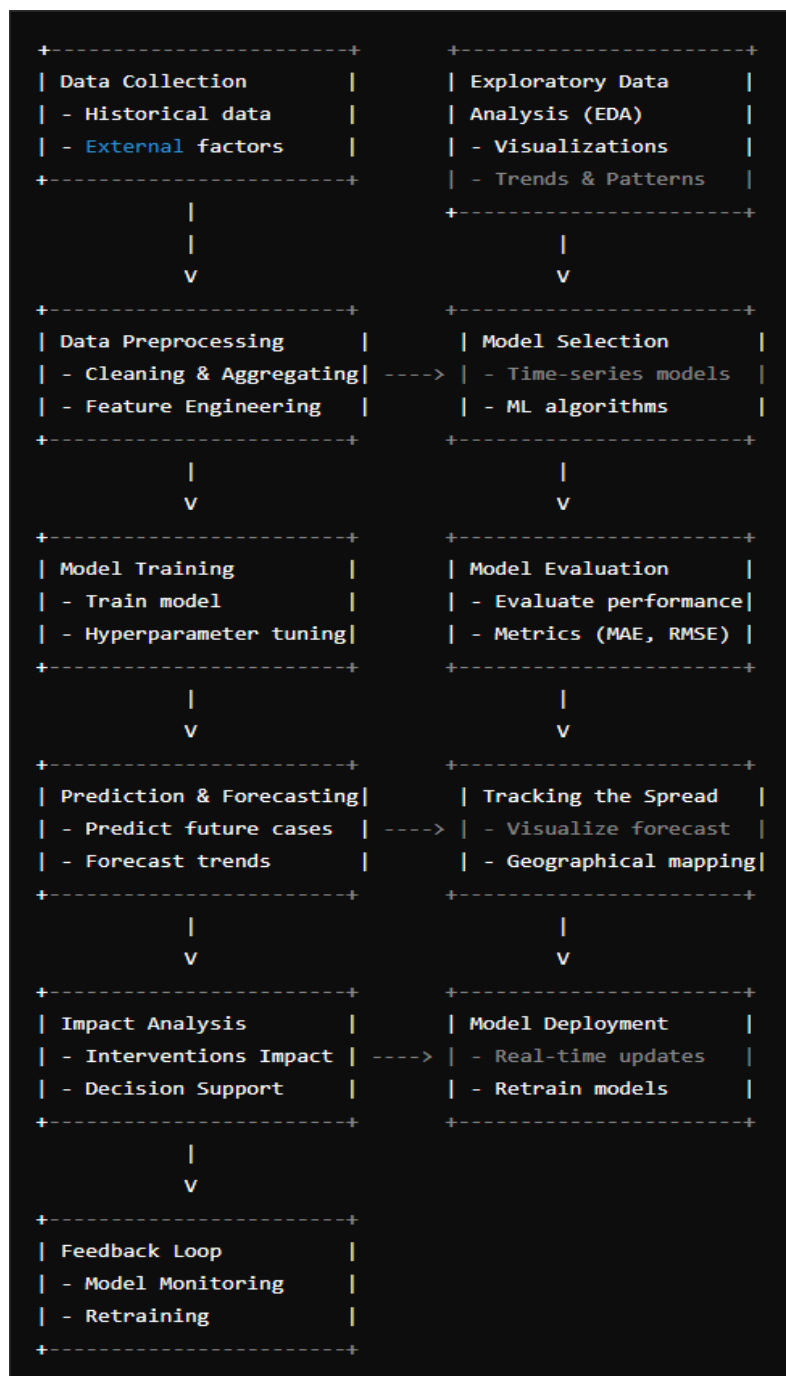 +------------------------+       +-----------------------+
| Data Collection        |       | Exploratory Data      |
| - Historical data      |       | Analysis (EDA)        |
| - External factors     |       | - Visualizations      |
+------------------------+       | - Trends & Patterns   |
            |                    +-----------------------+
            |                             |
            v                             v
+------------------------+       +-----------------------+
| Data Preprocessing      |       | Model Selection       |
| - Cleaning & Aggregating| ----> | - Time-series models  |
| - Feature Engineering   |       | - ML algorithms       |
+------------------------+       +-----------------------+
            |                             |
            v                             v
+------------------------+       +-----------------------+
| Model Training         |       | Model Evaluation      |
| - Train model          |       | - Evaluate performance|
| - Hyperparameter tuning|       | - Metrics (MAE, RMSE) |
+------------------------+       +-----------------------+
            |                             |
            v                             v
+------------------------+       +-----------------------+
| Prediction & Forecasting|       | Tracking the Spread   |
| - Predict future cases  | ----> | - Visualize forecast  |
| - Forecast trends       |       | - Geographical mapping|
+------------------------+       +-----------------------+
            |                             |
            v                             v
+------------------------+       +-----------------------+
| Impact Analysis        |       | Model Deployment      |
| - Interventions Impact | ----> | - Real-time updates   |
| - Decision Support     |       | - Retrain models      |
+------------------------+       +-----------------------+
            |
            v
+------------------------+
| Feedback Loop          |
| - Model Monitoring     |
| - Retraining           |
+------------------------+